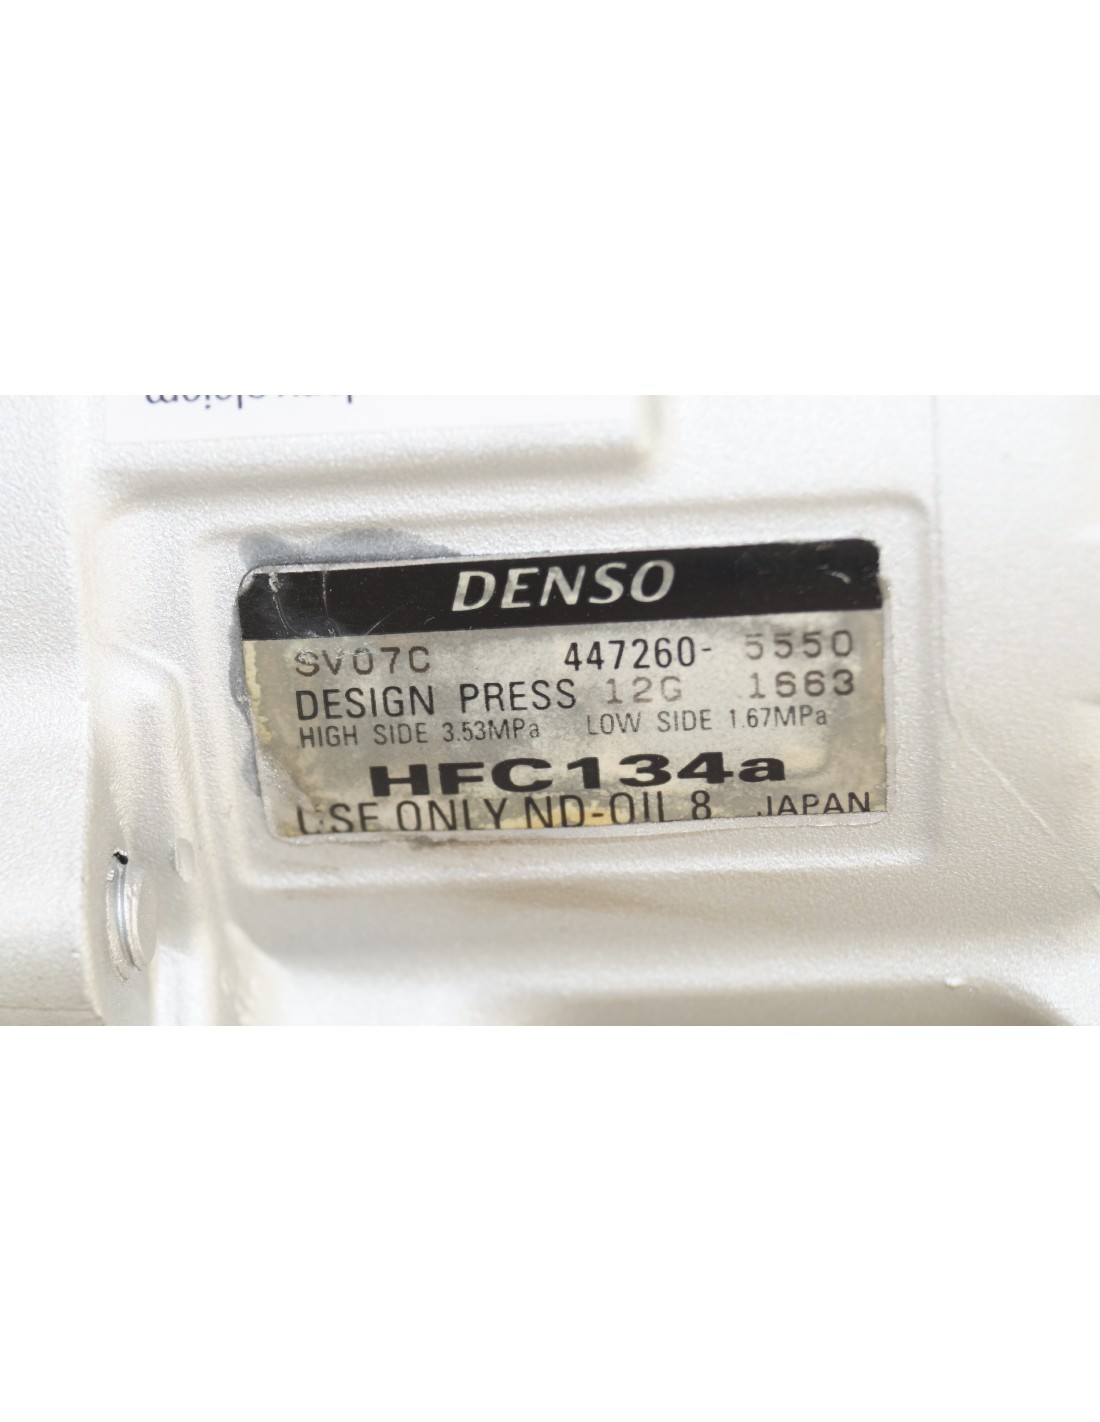 DENSO
SV07C 447260- 5550
DESIGN PRESS 12G 1663
HIGH SIDE 3.53MPa LOW SIDE 1.67MPa
HFC134a
USE ONLY ND-OIL 8 JAPAN